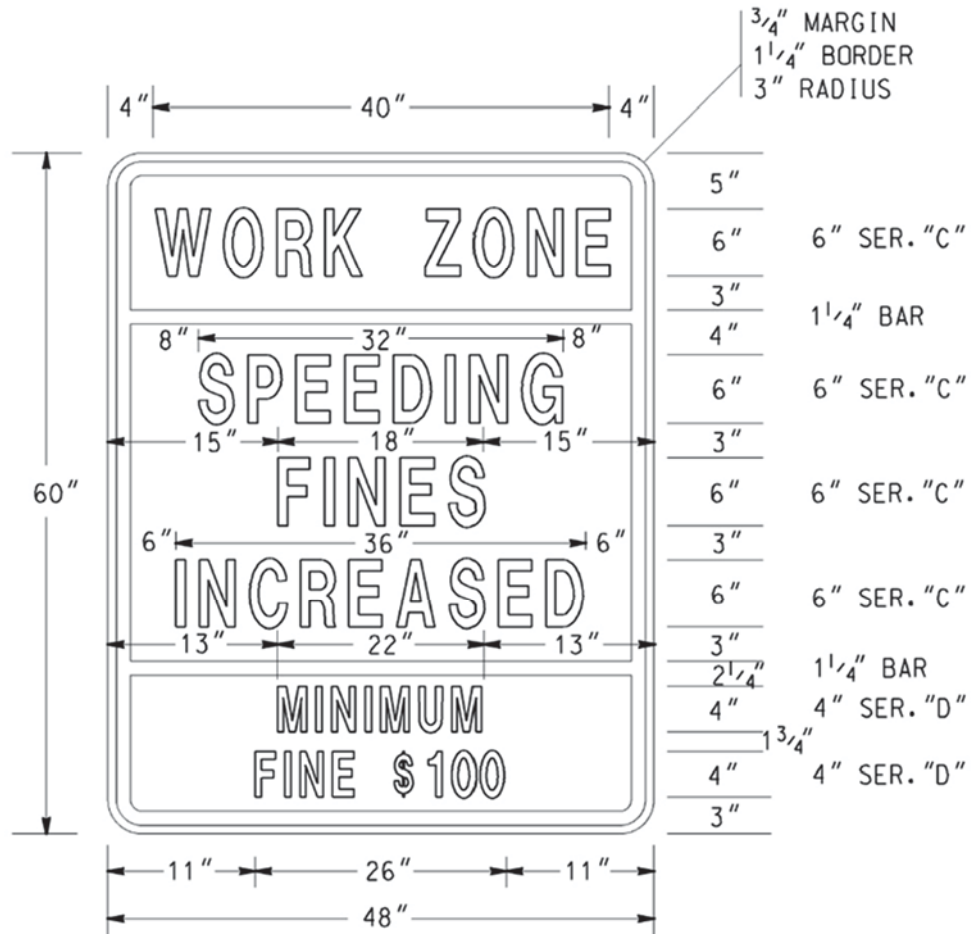 3/4" MARGIN
1 1/4" BORDER
3" RADIUS
4" 40" 4"
5"
WORK ZONE
6" 6" SER."C"
3"
1 1/4" BAR
8" 32" 8"
4"
SPEEDING
6" 6" SER."C"
15" 18" 15"
3"
60"
FINES
6" 6" SER."C"
6" 36" 6"
3"
INCREASED
6" 6" SER."C"
13" 22" 13"
3"
2 1/4" 1 1/4" BAR
MINIMUM
4" 4" SER."D"
1 3/4"
FINE $100
4" 4" SER."D"
3"
11" 26" 11"
48"